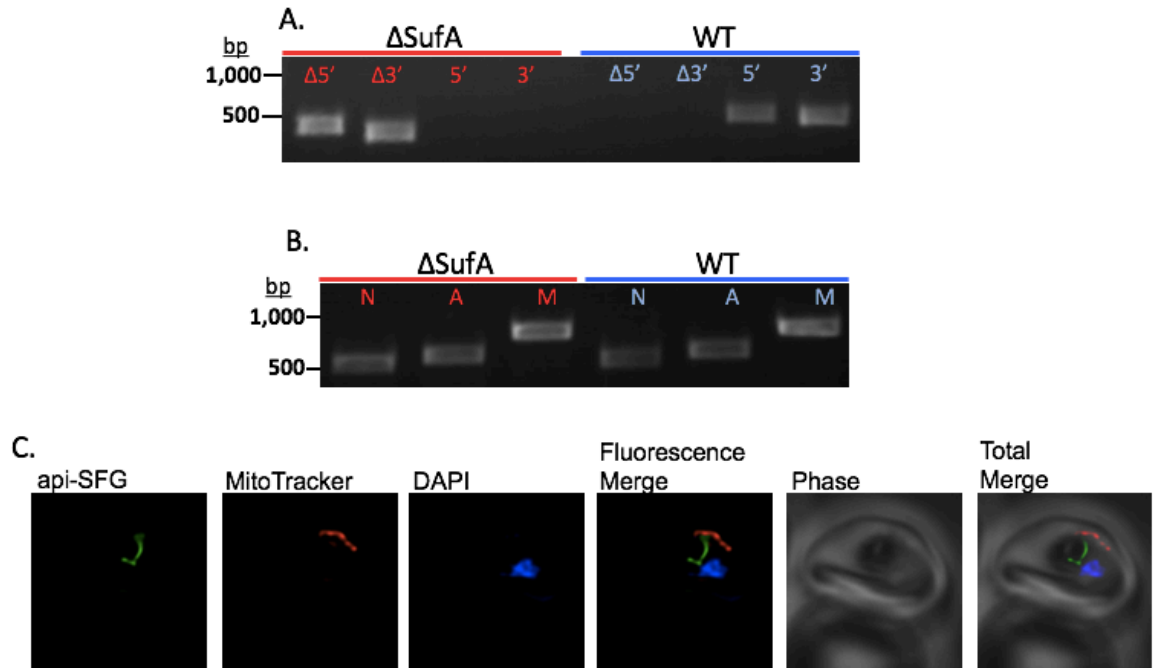 A.
ΔSufA WT
bp
1,000
500
Δ5’ Δ3’ 5’ 3’ Δ5’ Δ3’ 5’ 3’
B.
ΔSufA WT
bp
1,000
500
N A M N A M
C.
api-SFG MitoTracker DAPI Fluorescence Merge Phase Total Merge